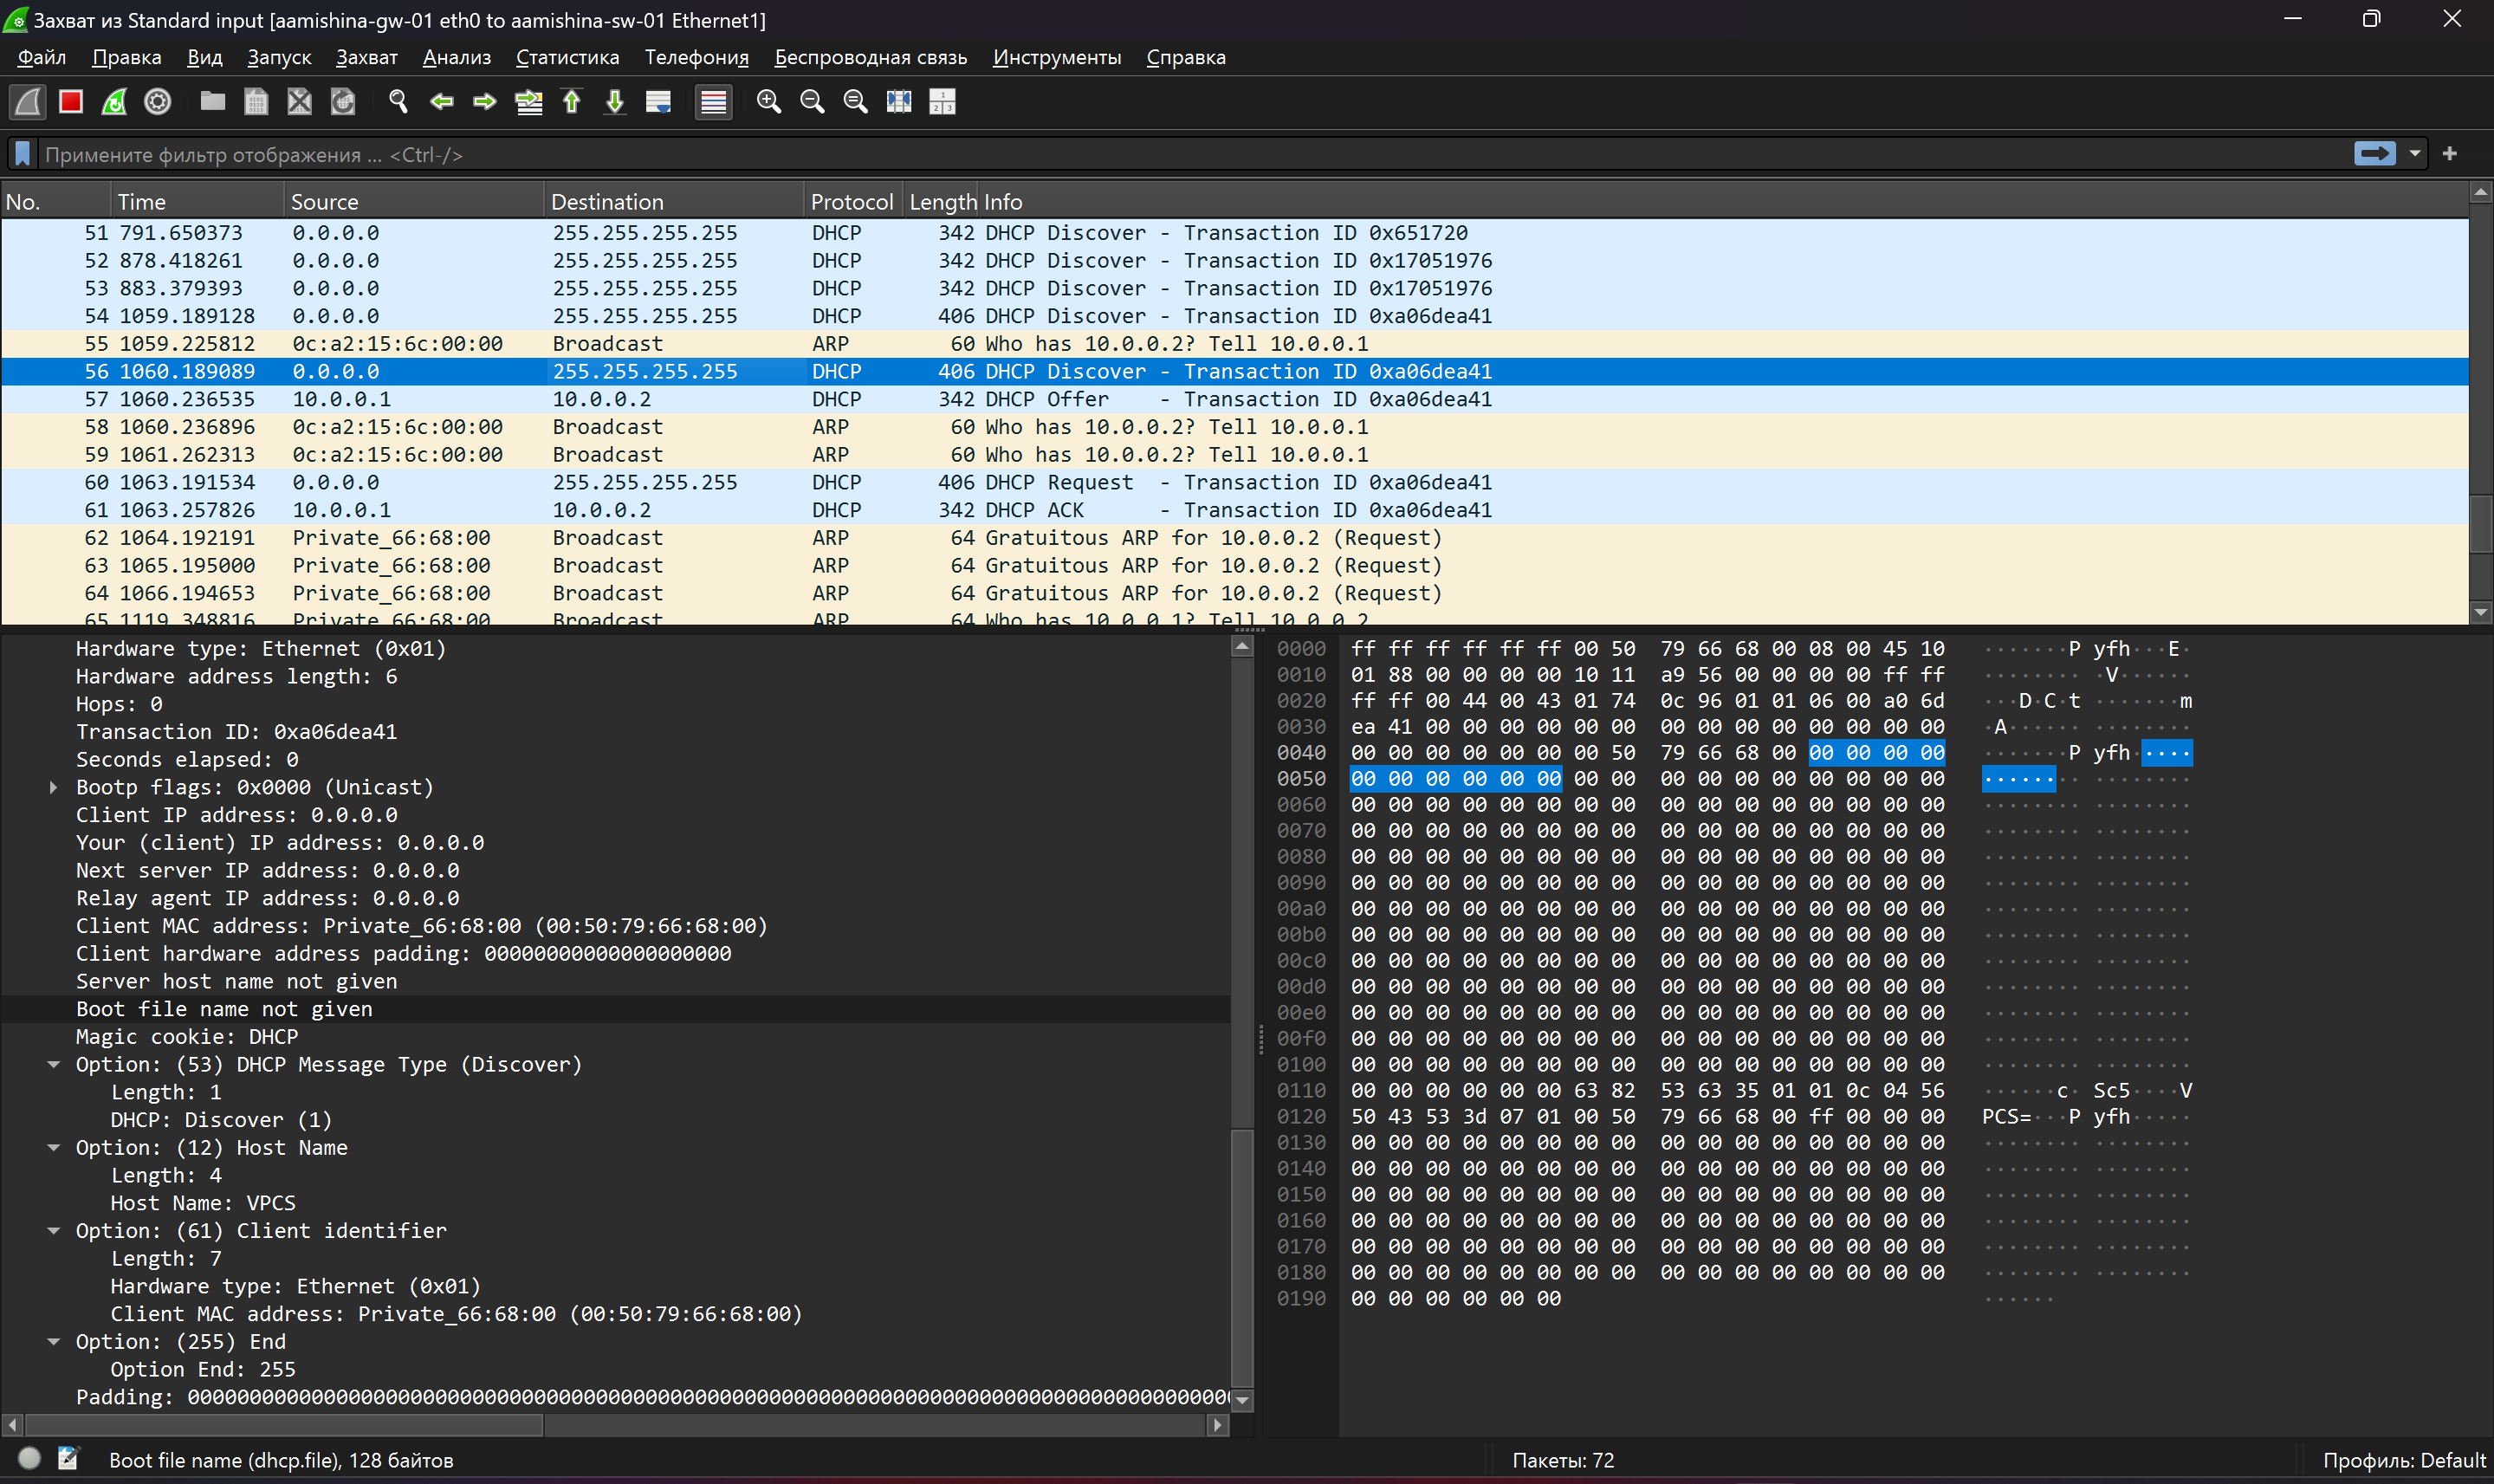 Захват из Standard input [aamishina-gw-01 eth0 to aamishina-sw-01 Ethernet1]
Файл Правка Вид Запуск Захват Анализ Статистика Телефония Беспроводная связь Инструменты Справка
Примените фильтр отображения ... <Ctrl-/>
No. Time Source Destination Protocol Length Info
51 791.650373 0.0.0.0 255.255.255.255 DHCP 342 DHCP Discover - Transaction ID 0x651720
52 878.418261 0.0.0.0 255.255.255.255 DHCP 342 DHCP Discover - Transaction ID 0x17051976
53 883.379393 0.0.0.0 255.255.255.255 DHCP 342 DHCP Discover - Transaction ID 0x17051976
54 1059.189128 0.0.0.0 255.255.255.255 DHCP 406 DHCP Discover - Transaction ID 0xa06dea41
55 1059.225812 0c:a2:15:6c:00:00 Broadcast ARP 60 Who has 10.0.0.2? Tell 10.0.0.1
56 1060.189089 0.0.0.0 255.255.255.255 DHCP 406 DHCP Discover - Transaction ID 0xa06dea41
57 1060.236535 10.0.0.1 10.0.0.2 DHCP 342 DHCP Offer - Transaction ID 0xa06dea41
58 1060.236896 0c:a2:15:6c:00:00 Broadcast ARP 60 Who has 10.0.0.2? Tell 10.0.0.1
59 1061.262313 0c:a2:15:6c:00:00 Broadcast ARP 60 Who has 10.0.0.2? Tell 10.0.0.1
60 1063.191534 0.0.0.0 255.255.255.255 DHCP 406 DHCP Request - Transaction ID 0xa06dea41
61 1063.257826 10.0.0.1 10.0.0.2 DHCP 342 DHCP ACK - Transaction ID 0xa06dea41
62 1064.192191 Private_66:68:00 Broadcast ARP 64 Gratuitous ARP for 10.0.0.2 (Request)
63 1065.195000 Private_66:68:00 Broadcast ARP 64 Gratuitous ARP for 10.0.0.2 (Request)
64 1066.194653 Private_66:68:00 Broadcast ARP 64 Gratuitous ARP for 10.0.0.2 (Request)
65 1119.348816 Private_66:68:00 Broadcast ARP 64 Who has 10.0.0.1? Tell 10.0.0.2
Hardware type: Ethernet (0x01)
Hardware address length: 6
Hops: 0
Transaction ID: 0xa06dea41
Seconds elapsed: 0
Bootp flags: 0x0000 (Unicast)
Client IP address: 0.0.0.0
Your (client) IP address: 0.0.0.0
Next server IP address: 0.0.0.0
Relay agent IP address: 0.0.0.0
Client MAC address: Private_66:68:00 (00:50:79:66:68:00)
Client hardware address padding: 00000000000000000000
Server host name not given
Boot file name not given
Magic cookie: DHCP
Option: (53) DHCP Message Type (Discover)
Length: 1
DHCP: Discover (1)
Option: (12) Host Name
Length: 4
Host Name: VPCS
Option: (61) Client identifier
Length: 7
Hardware type: Ethernet (0x01)
Client MAC address: Private_66:68:00 (00:50:79:66:68:00)
Option: (255) End
Option End: 255
Padding: 000000000000000000000000000000000000000000000000000000000000000000000000000000000000
0000 ff ff ff ff ff ff 00 50 79 66 68 00 08 00 45 10 ·······P yfh···E·
0010 01 88 00 00 00 00 10 11 a9 56 00 00 00 00 ff ff ········ ·V······
0020 ff ff 00 44 00 43 01 74 0c 96 01 01 06 00 a0 6d ···D·C·t ·······m
0030 ea 41 00 00 00 00 00 00 00 00 00 00 00 00 00 00 ·A······ ········
0040 00 00 00 00 00 00 00 50 79 66 68 00 00 00 00 00 ·······P yfh·····
0050 00 00 00 00 00 00 00 00 00 00 00 00 00 00 00 00 ········ ········
0060 00 00 00 00 00 00 00 00 00 00 00 00 00 00 00 00 ········ ········
0070 00 00 00 00 00 00 00 00 00 00 00 00 00 00 00 00 ········ ········
0080 00 00 00 00 00 00 00 00 00 00 00 00 00 00 00 00 ········ ········
0090 00 00 00 00 00 00 00 00 00 00 00 00 00 00 00 00 ········ ········
00a0 00 00 00 00 00 00 00 00 00 00 00 00 00 00 00 00 ········ ········
00b0 00 00 00 00 00 00 00 00 00 00 00 00 00 00 00 00 ········ ········
00c0 00 00 00 00 00 00 00 00 00 00 00 00 00 00 00 00 ········ ········
00d0 00 00 00 00 00 00 00 00 00 00 00 00 00 00 00 00 ········ ········
00e0 00 00 00 00 00 00 00 00 00 00 00 00 00 00 00 00 ········ ········
00f0 00 00 00 00 00 00 00 00 00 00 00 00 00 00 00 00 ········ ········
0100 00 00 00 00 00 00 00 00 00 00 00 00 00 00 00 00 ········ ········
0110 00 00 00 00 00 00 63 82 53 63 35 01 01 0c 04 56 ······c· Sc5····V
0120 50 43 53 3d 07 01 00 50 79 66 68 00 ff 00 00 00 PCS=···P yfh·····
0130 00 00 00 00 00 00 00 00 00 00 00 00 00 00 00 00 ········ ········
0140 00 00 00 00 00 00 00 00 00 00 00 00 00 00 00 00 ········ ········
0150 00 00 00 00 00 00 00 00 00 00 00 00 00 00 00 00 ········ ········
0160 00 00 00 00 00 00 00 00 00 00 00 00 00 00 00 00 ········ ········
0170 00 00 00 00 00 00 00 00 00 00 00 00 00 00 00 00 ········ ········
0180 00 00 00 00 00 00 00 00 00 00 00 00 00 00 00 00 ········ ········
0190 00 00 00 00 00 00 ······
Boot file name (dhcp.file), 128 байтов Пакеты: 72 Профиль: Default